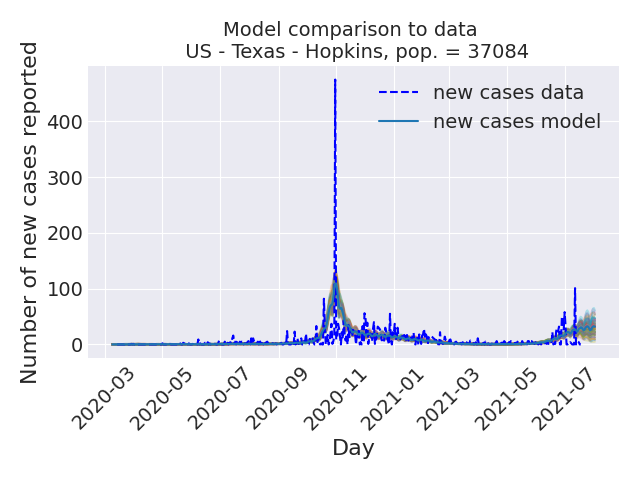 Model comparison to data
US - Texas - Hopkins, pop. = 37084
new cases data
new cases model
Number of new cases reported
400
300
200
100
0
2020-03
2020-05
2020-07
2020-09
2020-11
2021-01
2021-03
2021-05
2021-07
Day